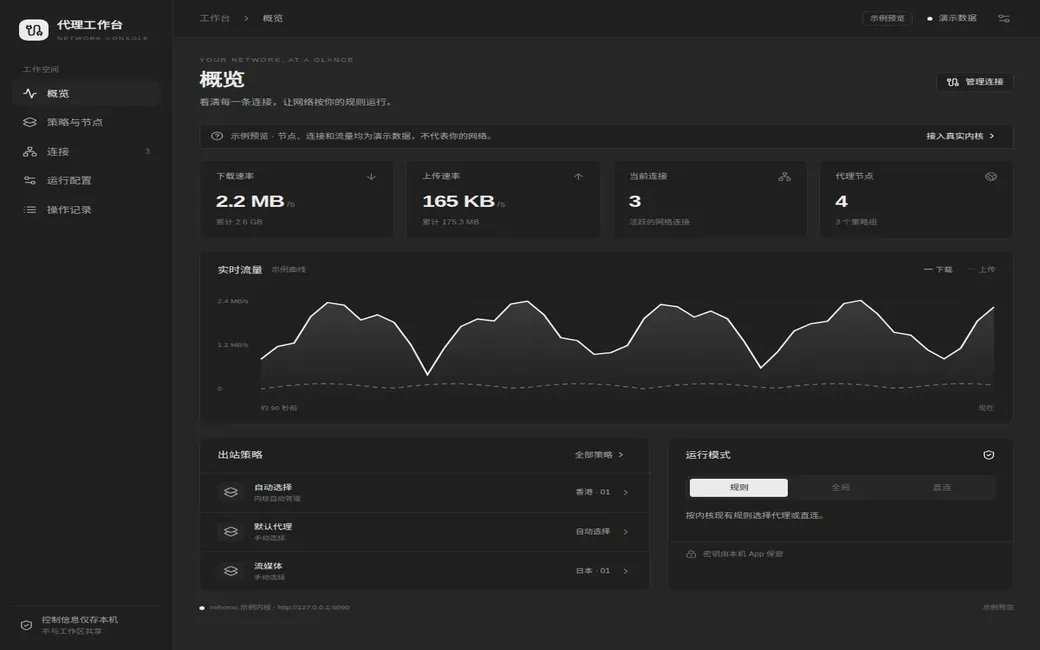 代理工作台
NETWORK CONSOLE
工作空间
概览
策略与节点
连接 3
运行配置
操作记录
控制信息仅存本机
不与工作区共享
工作台 > 概览
示例预览
演示数据
YOUR NETWORK, AT A GLANCE
概览
看清每一条连接，让网络按你的规则运行。
管理连接
示例预览 · 节点、连接和流量均为演示数据，不代表你的网络。
接入真实内核 >
下载速率
2.2 MB /s
累计 2.6 GB
上传速率
165 KB /s
累计 175.3 MB
当前连接
3
活跃的网络连接
代理节点
4
3 个策略组
实时流量 示例曲线
下载 上传
2.4 MB/s
1.2 MB/s
0
约 90 秒前
现在
出站策略
全部策略 >
自动选择
内核自动管理
香港 · 01 >
默认代理
手动选择
自动选择 >
流媒体
手动选择
日本 · 01 >
运行模式
规则 全局 直连
按内核现有规则选择代理或直连。
密钥由本机 App 保管
mihomo 示例内核 · http://127.0.0.1:9090
示例预览